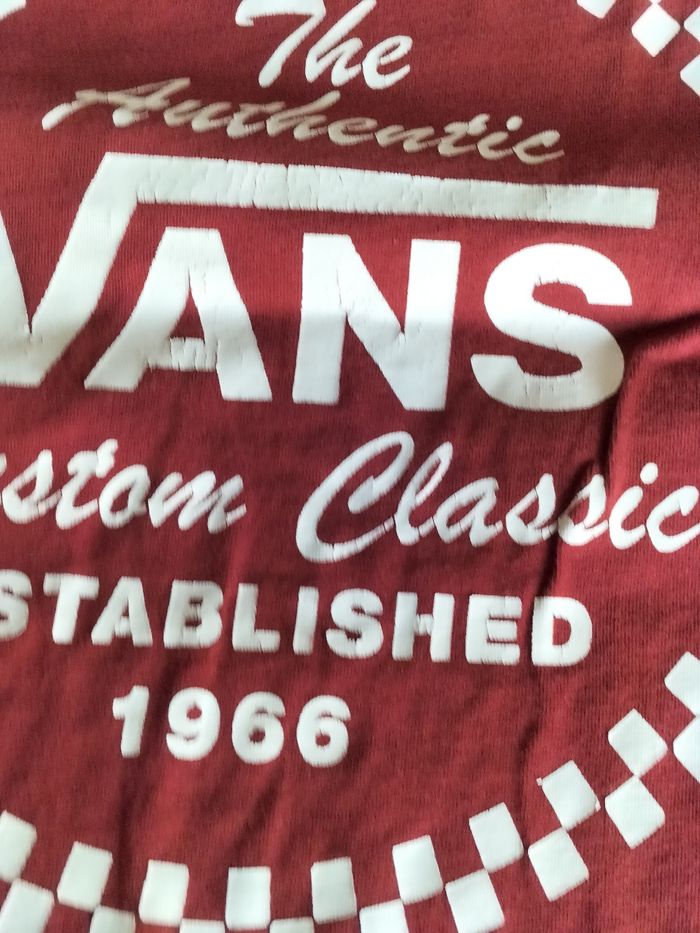 The
Authentic
VANS
ustom Classic
STABLISHED
1966